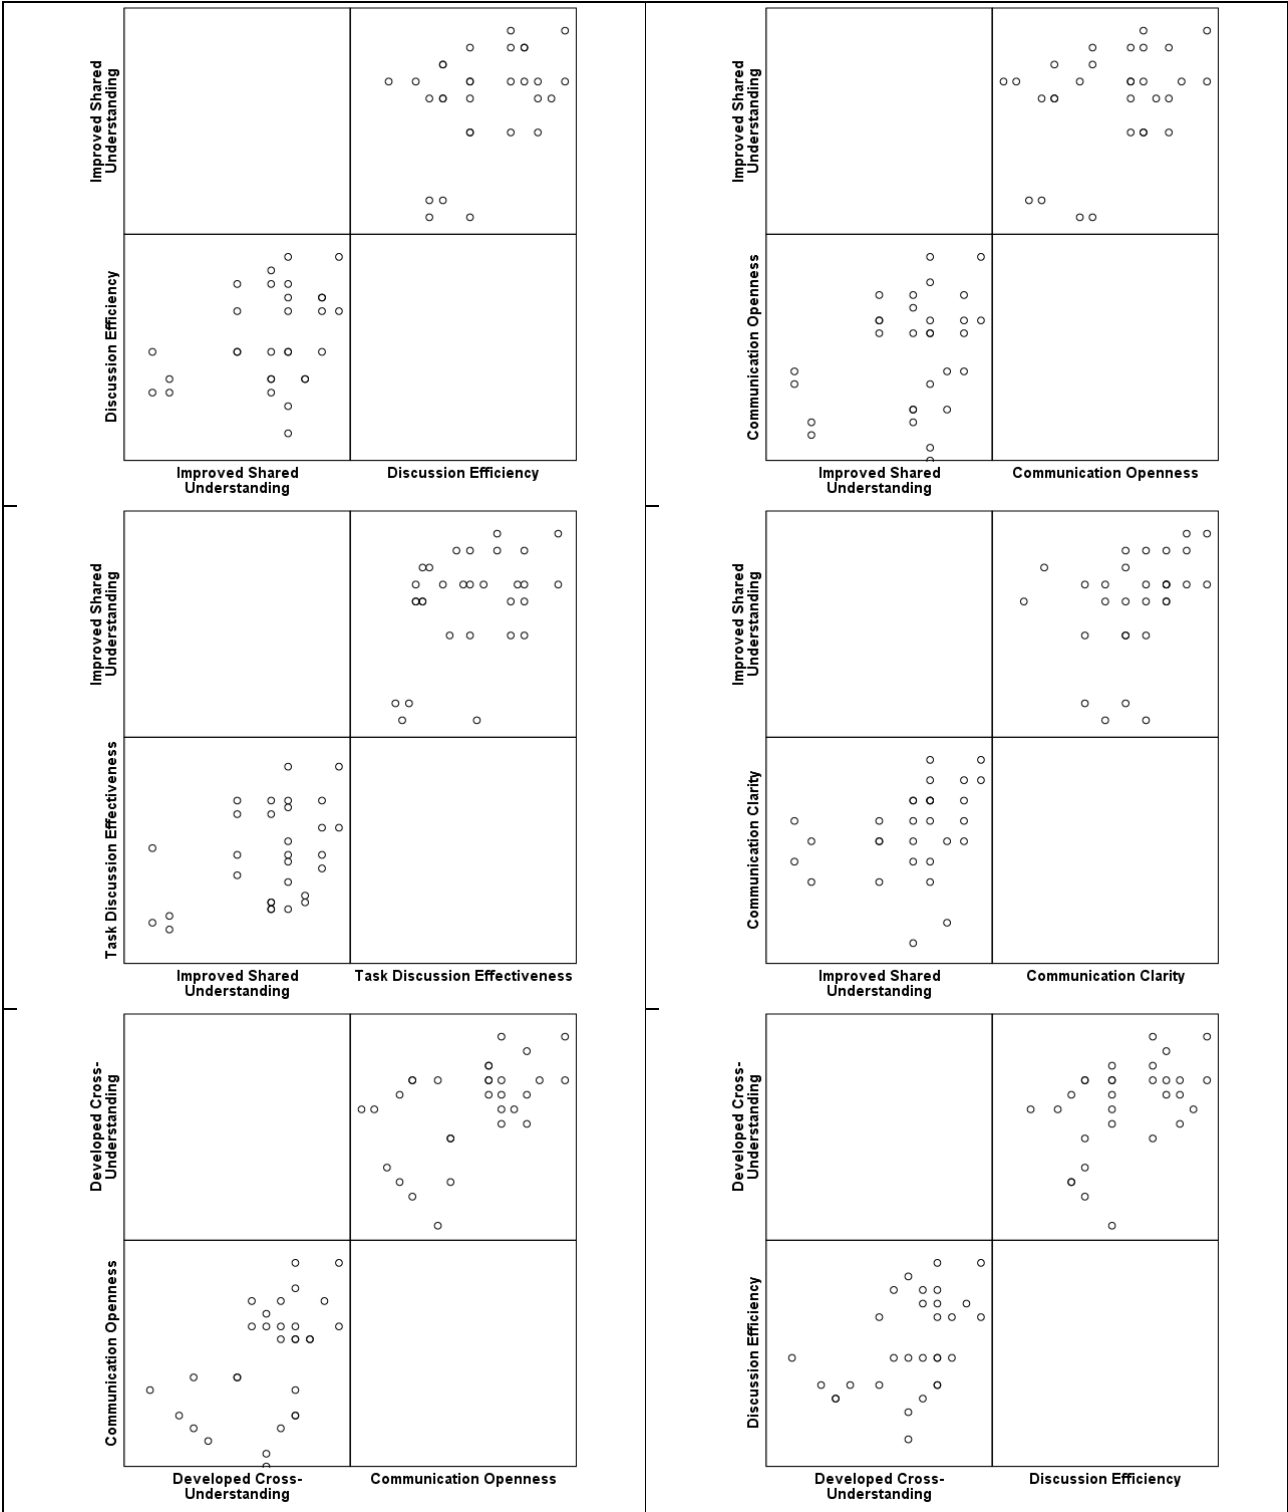 Improved Shared
Understanding
Discussion Efficiency
Improved Shared
Understanding
Discussion Efficiency
Improved Shared
Understanding
Communication Openness
Improved Shared
Understanding
Communication Openness
Improved Shared
Understanding
Task Discussion Effectiveness
Improved Shared
Understanding
Task Discussion Effectiveness
Improved Shared
Understanding
Communication Clarity
Improved Shared
Understanding
Communication Clarity
Developed Cross-
Understanding
Communication Openness
Developed Cross-
Understanding
Communication Openness
Developed Cross-
Understanding
Discussion Efficiency
Developed Cross-
Understanding
Discussion Efficiency